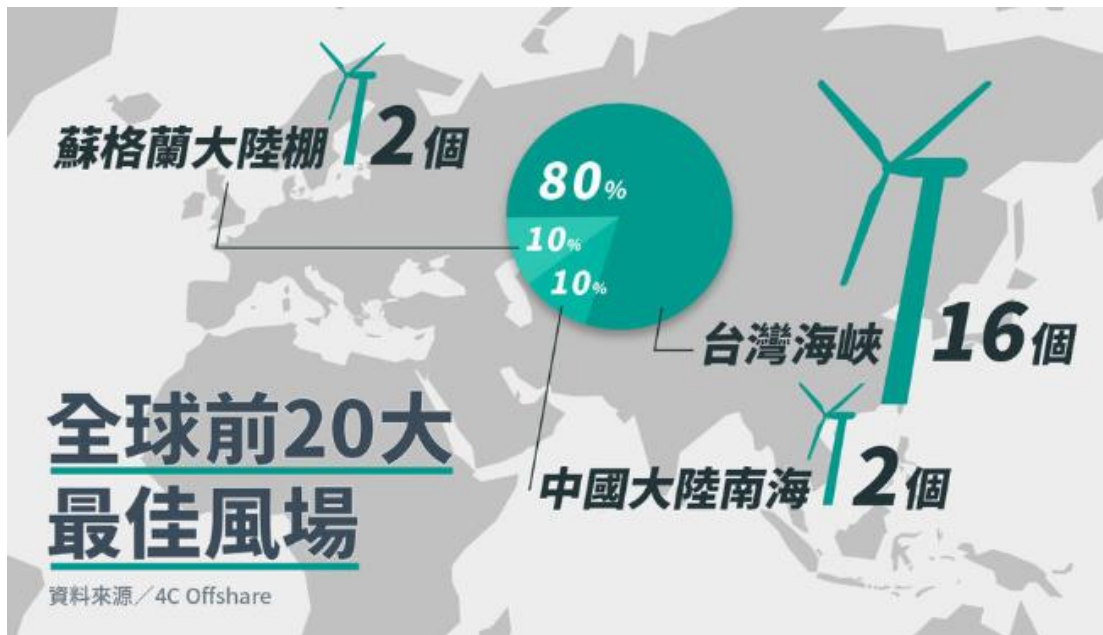 蘇格蘭大陸棚 2個
80%
10%
10%
台灣海峽 16個
中國大陸南海 2個
全球前20大
最佳風場
資料來源／4C Offshore